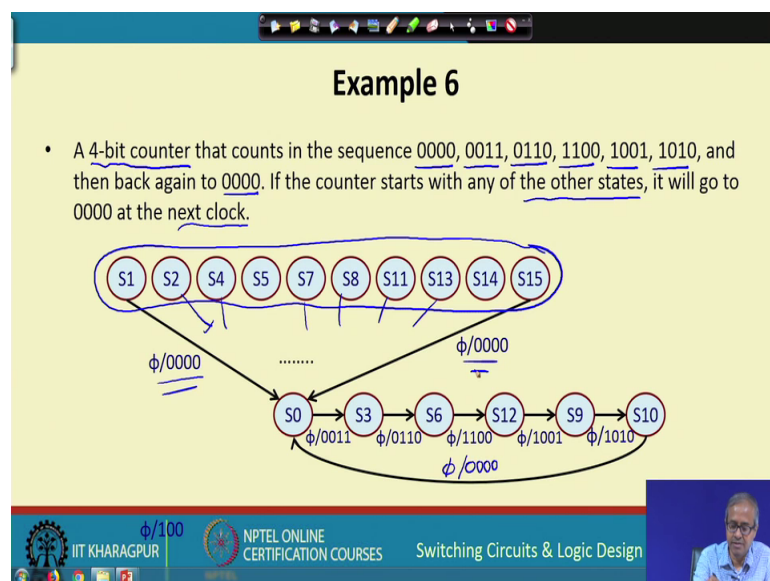 Example 6
• A 4-bit counter that counts in the sequence 0000, 0011, 0110, 1100, 1001, 1010, and
then back again to 0000. If the counter starts with any of the other states, it will go to
0000 at the next clock.
S1 S2 S4 S5 S7 S8 S11 S13 S14 S15
ϕ/0000 ........ ϕ/0000
S0 S3 S6 S12 S9 S10
ϕ/0011 ϕ/0110 ϕ/1100 ϕ/1001 ϕ/1010
ϕ/0000
ϕ/100
IIT KHARAGPUR
NPTEL ONLINE
CERTIFICATION COURSES
Switching Circuits & Logic Design